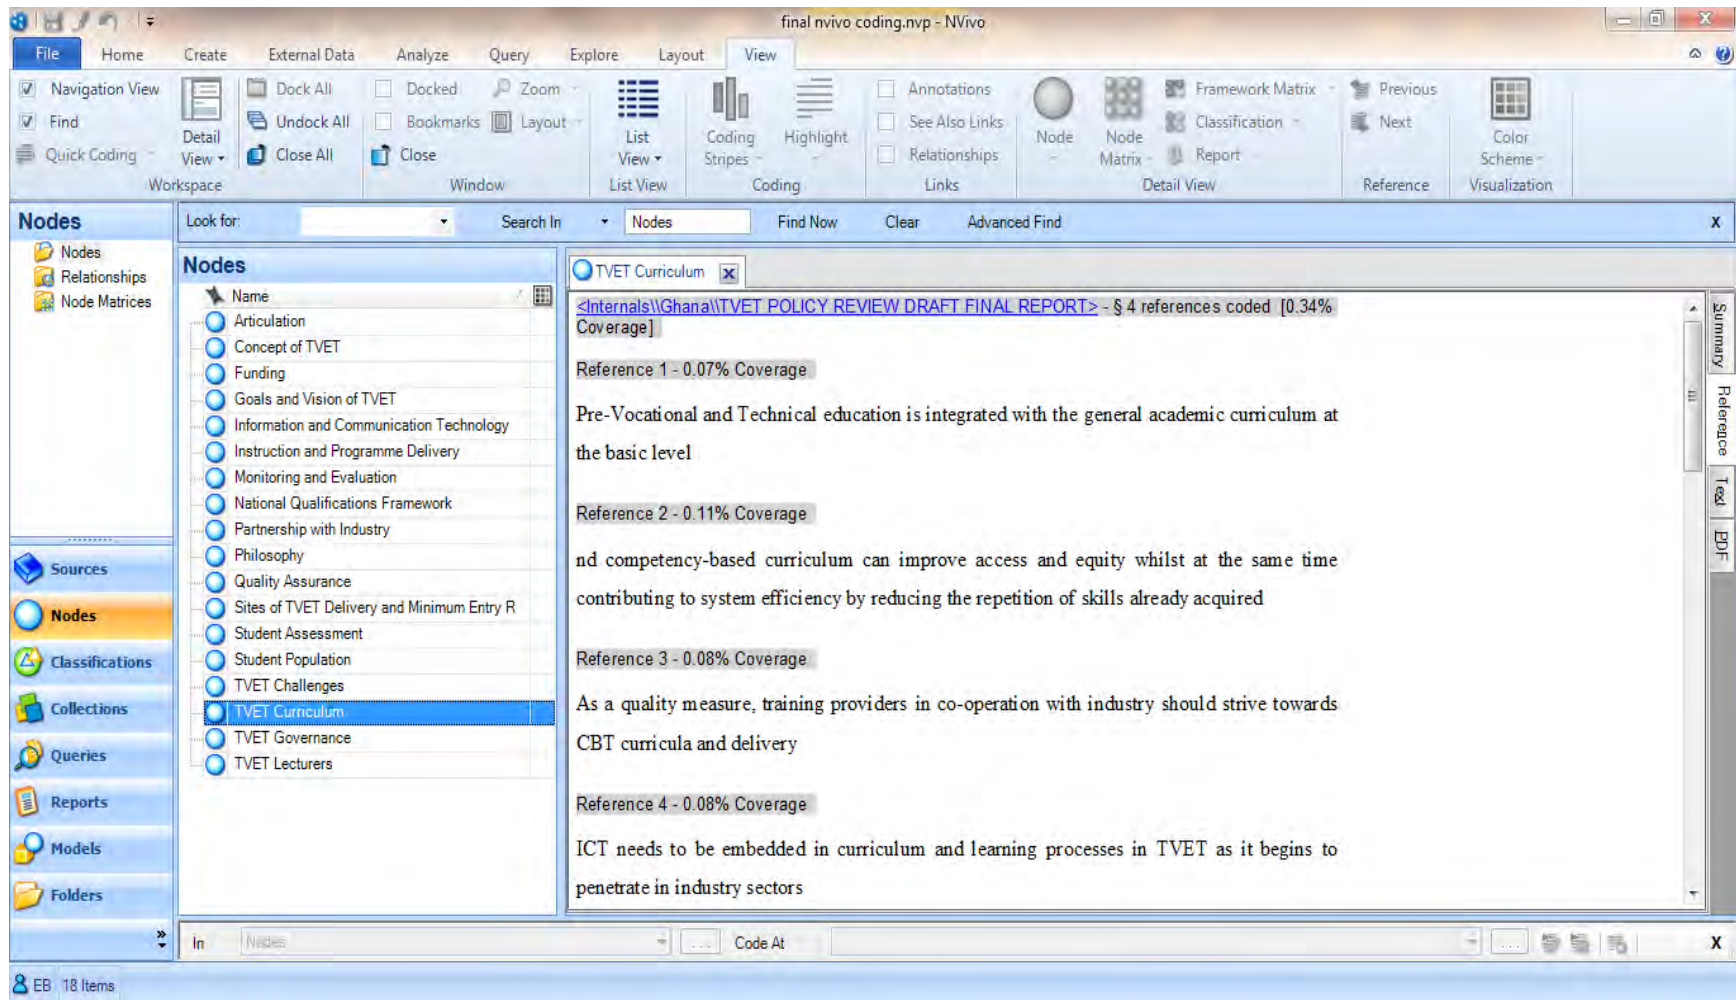 final nvivo coding.nvp - NVivo
File Home Create External Data Analyze Query Explore Layout View
Navigation View
Find
Quick Coding
Detail View
Dock All
Undock All
Close All
Workspace
Docked
Bookmarks
Close
Zoom
Layout
Window
List View
List View
Coding Stripes
Highlight
Coding
Annotations
See Also Links
Relationships
Links
Node
Node Matrix
Framework Matrix
Classification
Report
Detail View
Previous
Next
Reference
Color Scheme
Visualization
Nodes
Nodes
Relationships
Node Matrices
Sources
Nodes
Classifications
Collections
Queries
Reports
Models
Folders
Look for: Search In Nodes Find Now Clear Advanced Find X
Nodes
Name
Articulation
Concept of TVET
Funding
Goals and Vision of TVET
Information and Communication Technology
Instruction and Programme Delivery
Monitoring and Evaluation
National Qualifications Framework
Partnership with Industry
Philosophy
Quality Assurance
Sites of TVET Delivery and Minimum Entry R
Student Assessment
Student Population
TVET Challenges
TVET Curriculum
TVET Governance
TVET Lecturers
TVET Curriculum
<Internals\\Ghana\\TVET POLICY REVIEW DRAFT FINAL REPORT> - § 4 references coded [0.34%
Coverage]
Reference 1 - 0.07% Coverage
Pre-Vocational and Technical education is integrated with the general academic curriculum at
the basic level
Reference 2 - 0.11% Coverage
nd competency-based curriculum can improve access and equity whilst at the same time
contributing to system efficiency by reducing the repetition of skills already acquired
Reference 3 - 0.08% Coverage
As a quality measure, training providers in co-operation with industry should strive towards
CBT curricula and delivery
Reference 4 - 0.08% Coverage
ICT needs to be embedded in curriculum and learning processes in TVET as it begins to
penetrate in industry sectors
Summary
Reference
Text
PDF
In Nodes ... Code At ... X
EB 18 Items